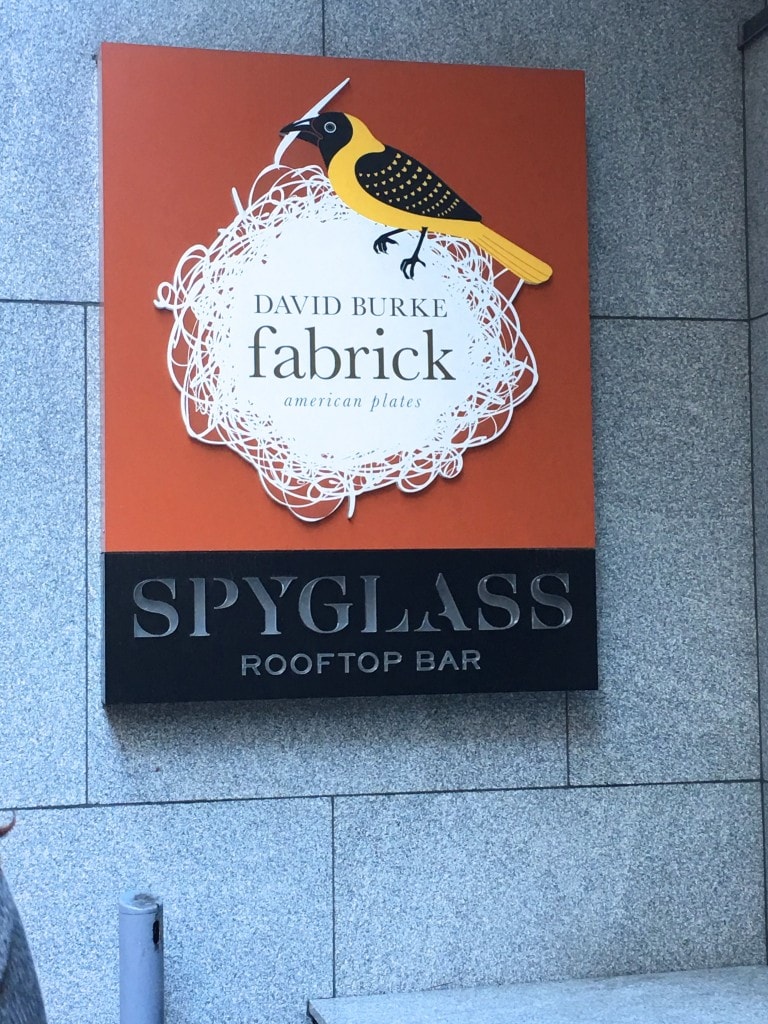 DAVID BURKE
fabrick
american plates
SPYGLASS
ROOFTOP BAR